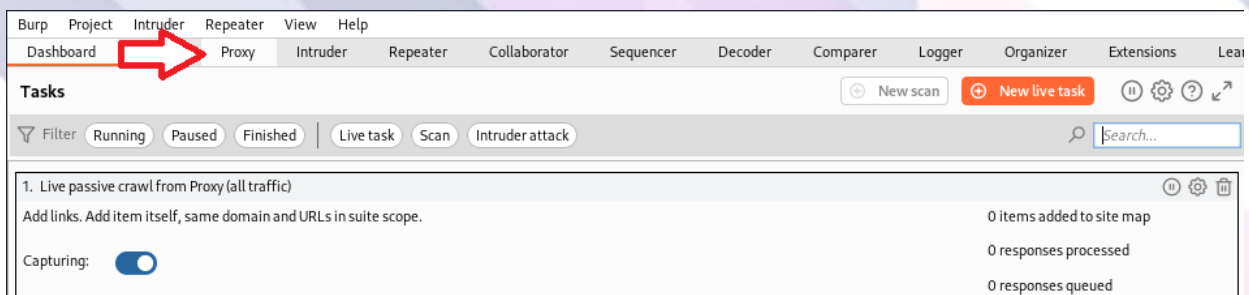 Burp Project Intruder Repeater View Help
Dashboard Proxy Intruder Repeater Collaborator Sequencer Decoder Comparer Logger Organizer Extensions
Tasks New scan New live task
Filter Running Paused Finished Live task Scan Intruder attack Search...
1. Live passive crawl from Proxy (all traffic)
Add links. Add item itself, same domain and URLs in suite scope. 0 items added to site map
0 responses processed
Capturing:
0 responses queued